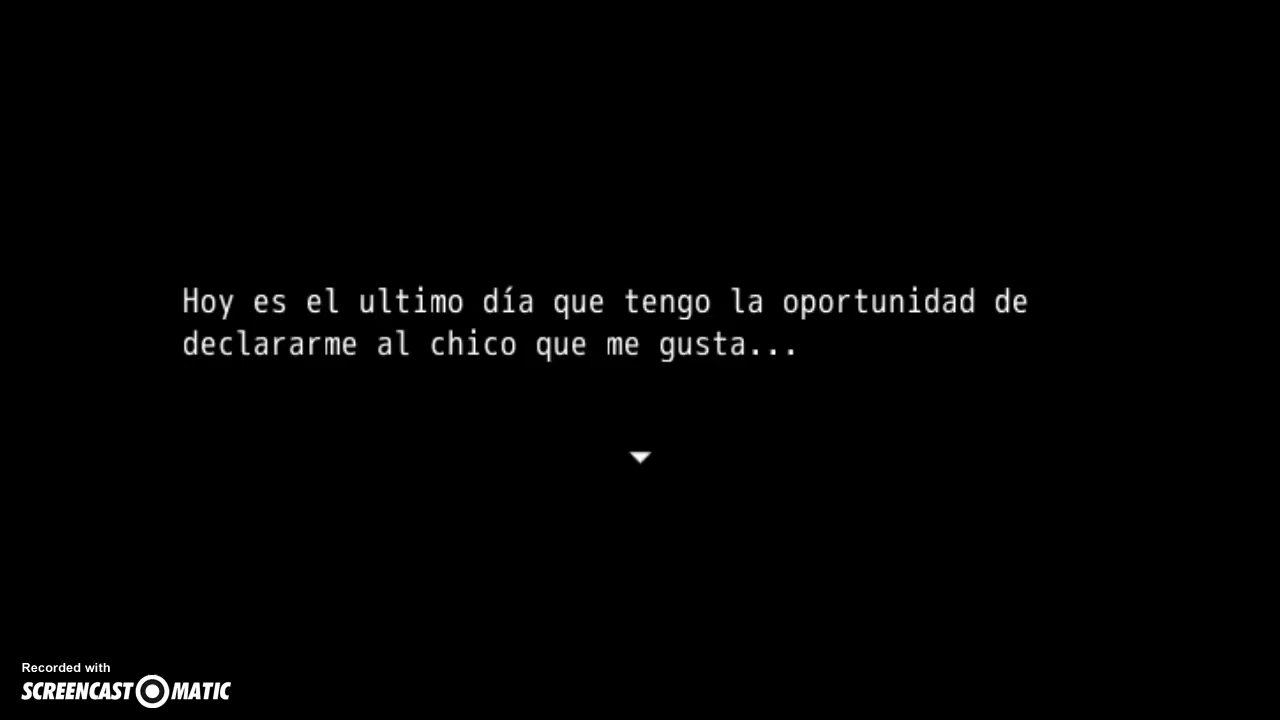 Hoy es el ultimo día que tengo la oportunidad de
declararme al chico que me gusta...
Recorded with
SCREENCAST MATIC